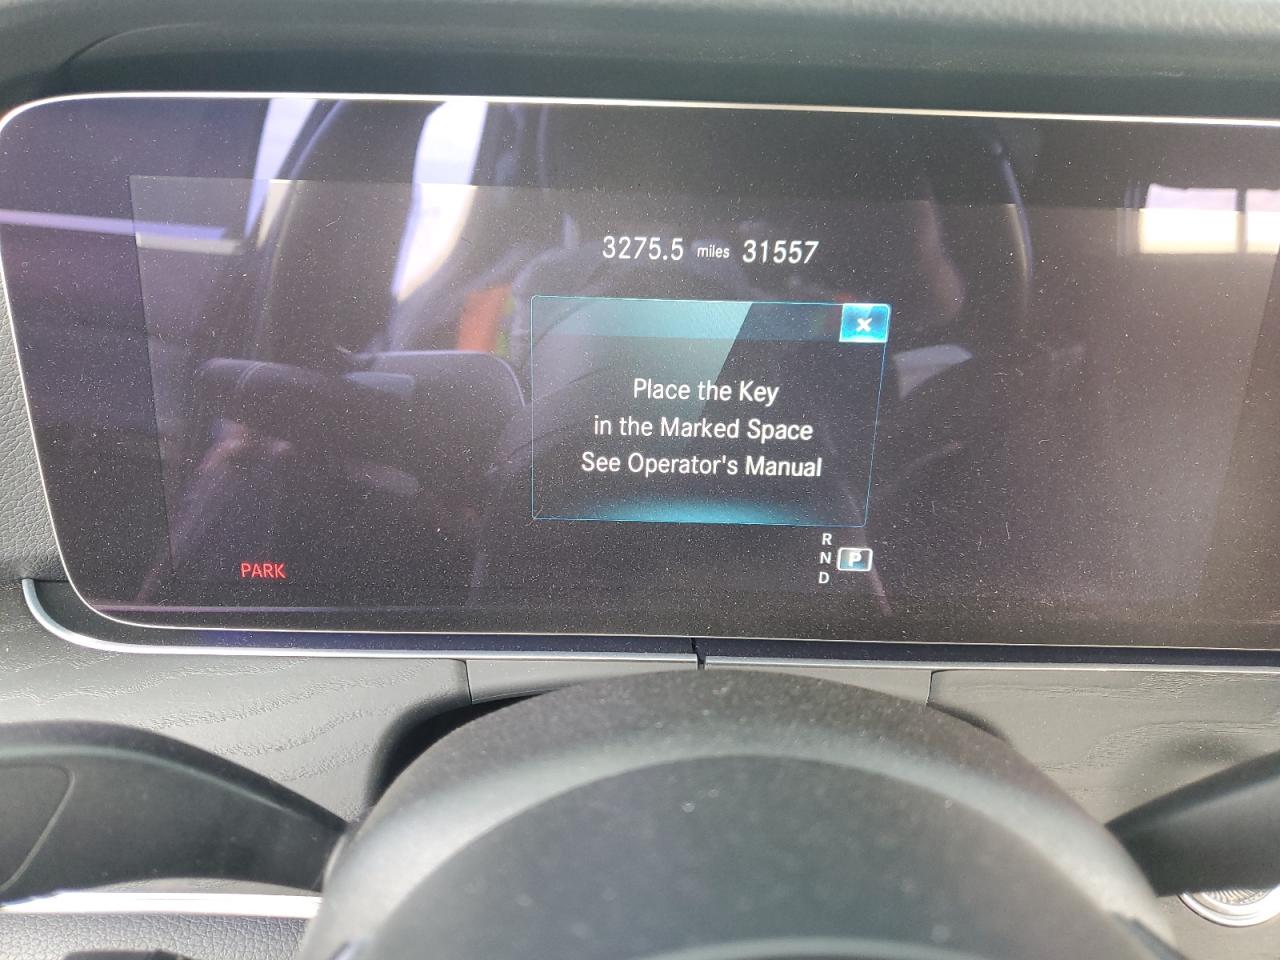 3275.5 miles 31557
Place the Key
in the Marked Space
See Operator's Manual
R
N P
D
PARK